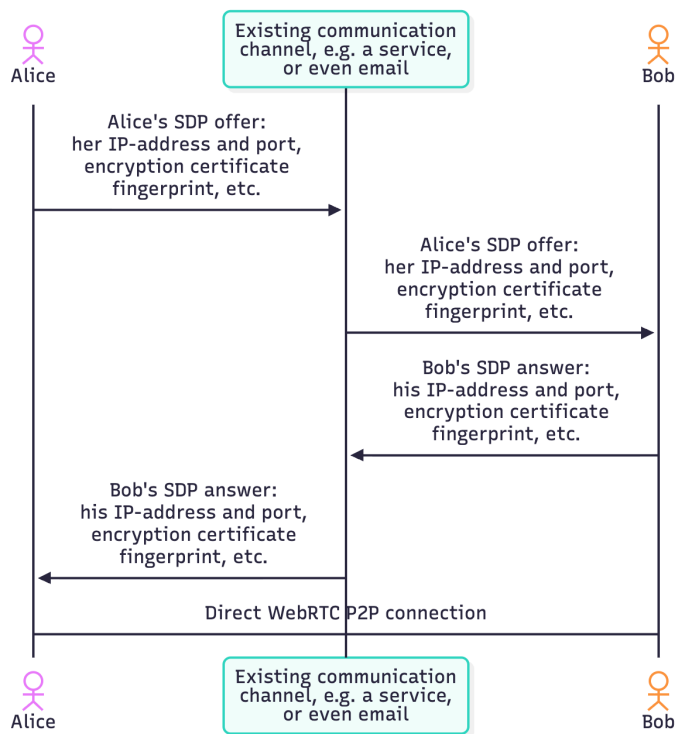 Existing communication
channel, e.g. a service,
or even email
Alice
Bob
Alice's SDP offer:
her IP-address and port,
encryption certificate
fingerprint, etc.
Alice's SDP offer:
her IP-address and port,
encryption certificate
fingerprint, etc.
Bob's SDP answer:
his IP-address and port,
encryption certificate
fingerprint, etc.
Bob's SDP answer:
his IP-address and port,
encryption certificate
fingerprint, etc.
Direct WebRTC P2P connection
Existing communication
channel, e.g. a service,
or even email
Alice
Bob